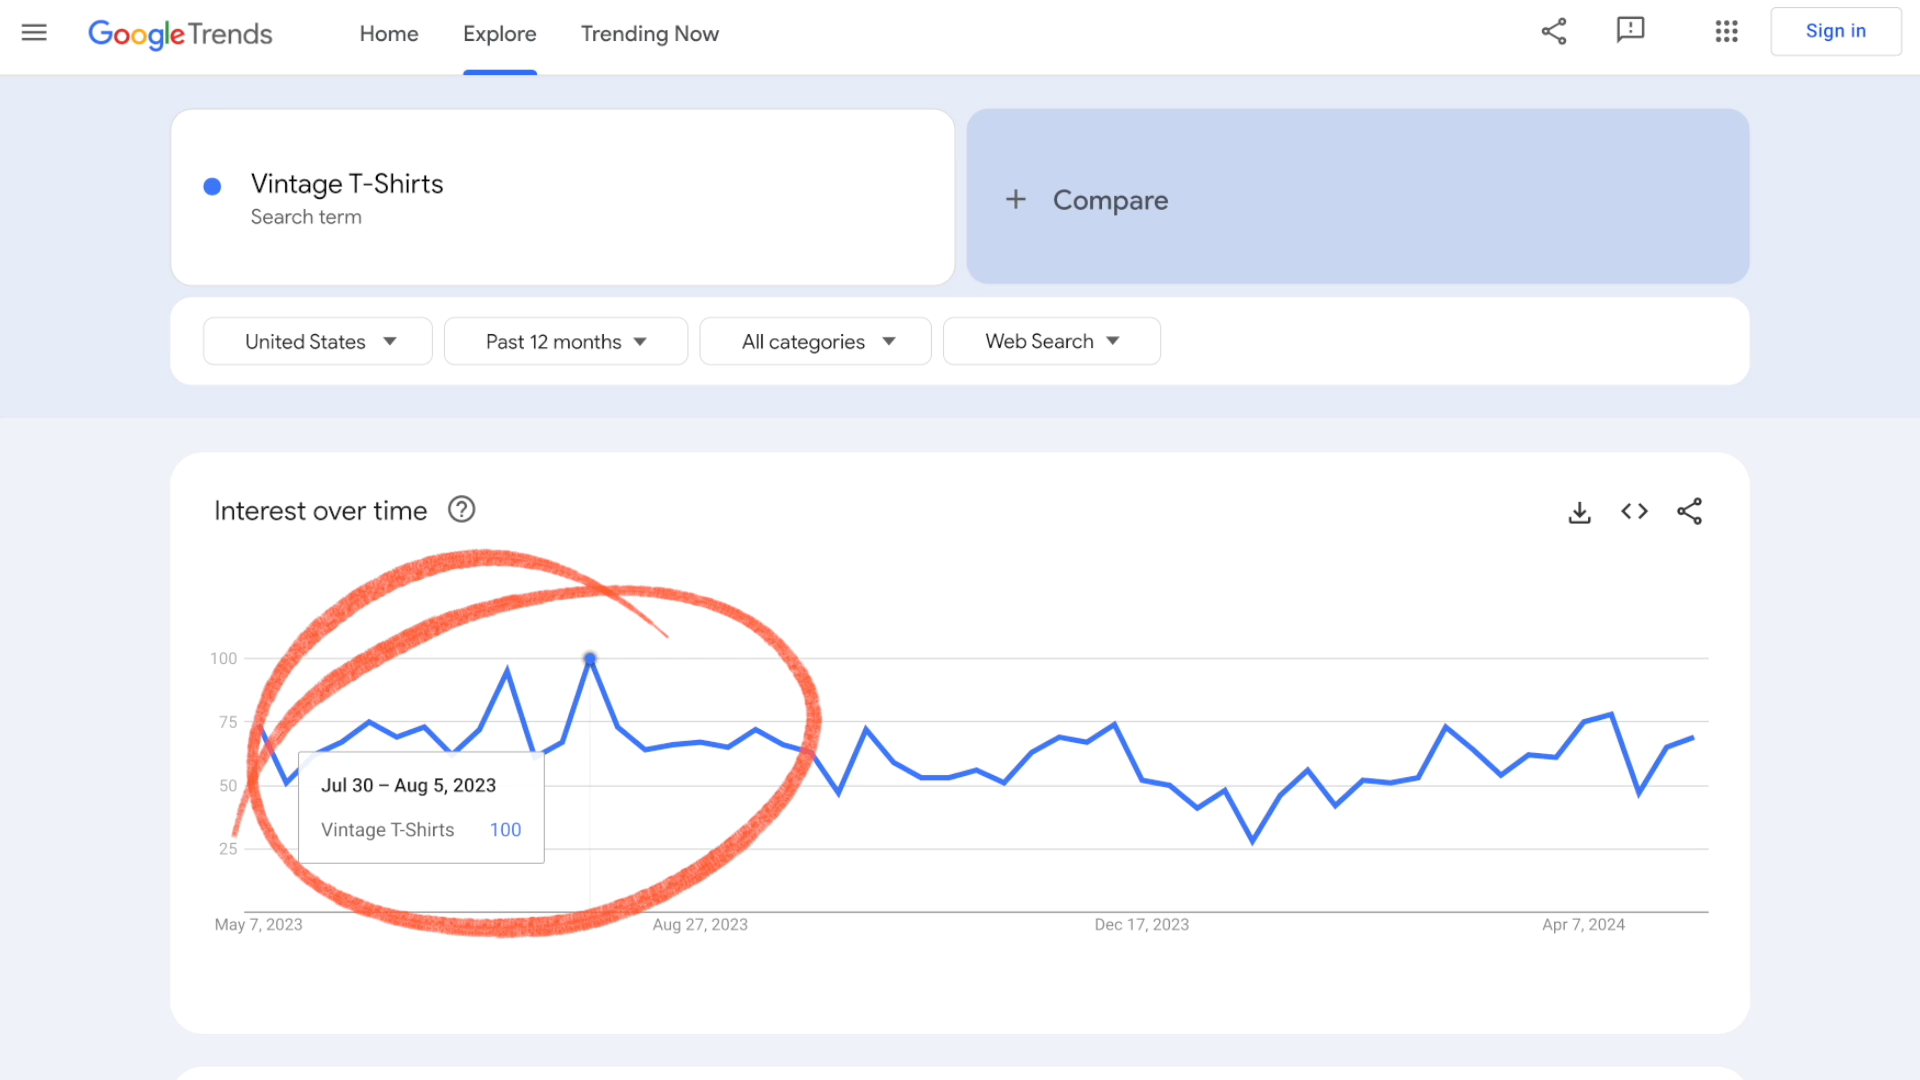 Google Trends
Home
Explore
Trending Now
Sign in
Vintage T-Shirts
Search term
+ Compare
United States
Past 12 months
All categories
Web Search
Interest over time
100
75
50
25
Jul 30 – Aug 5, 2023
Vintage T-Shirts 100
May 7, 2023
Aug 27, 2023
Dec 17, 2023
Apr 7, 2024